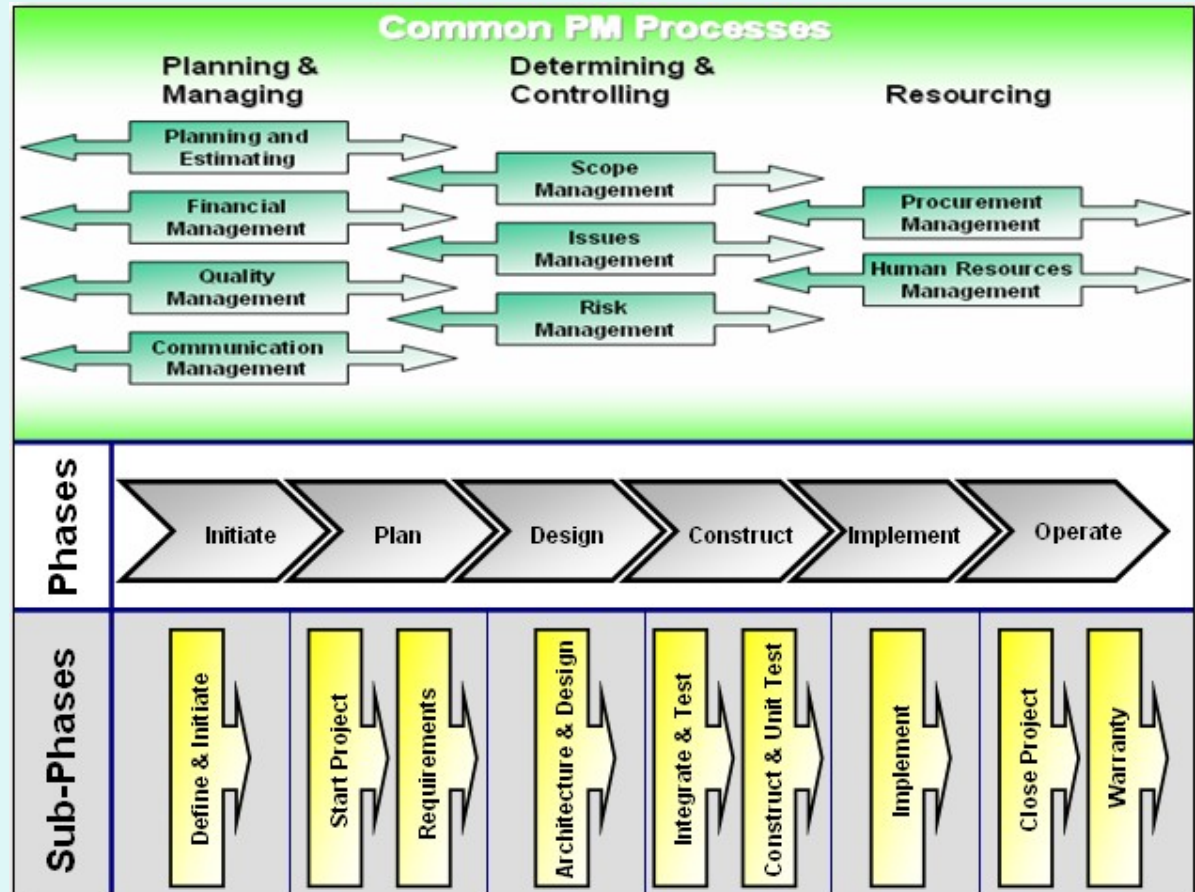 Common PM Processes
Planning &
Managing
Determining &
Controlling
Resourcing
Planning and
Estimating
Financial
Management
Quality
Management
Communication
Management
Scope
Management
Issues
Management
Risk
Management
Procurement
Management
Human Resources
Management
Phases
Initiate
Plan
Design
Construct
Implement
Operate
Sub-Phases
Define & Initiate
Start Project
Requirements
Architecture & Design
Integrate & Test
Construct & Unit Test
Implement
Close Project
Warranty